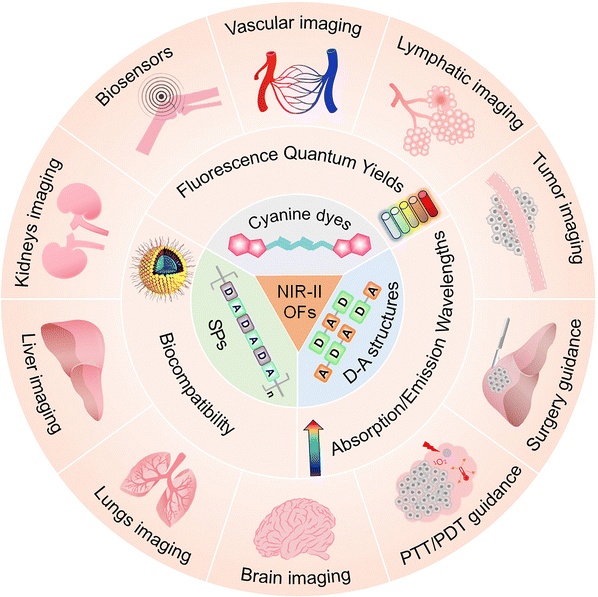 Vascular imaging
Lymphatic imaging
Tumor imaging
Surgery guidance
PTT/PDT guidance
¹O₂
Brain imaging
Lungs imaging
Liver imaging
Kidneys imaging
Biosensors
Fluorescence Quantum Yields
Absorption/Emission Wavelengths
Biocompatibility
Cyanine dyes
D-A structures
D A D
A D A D A
SPs
D A D A D A n
NIR-II
OFs